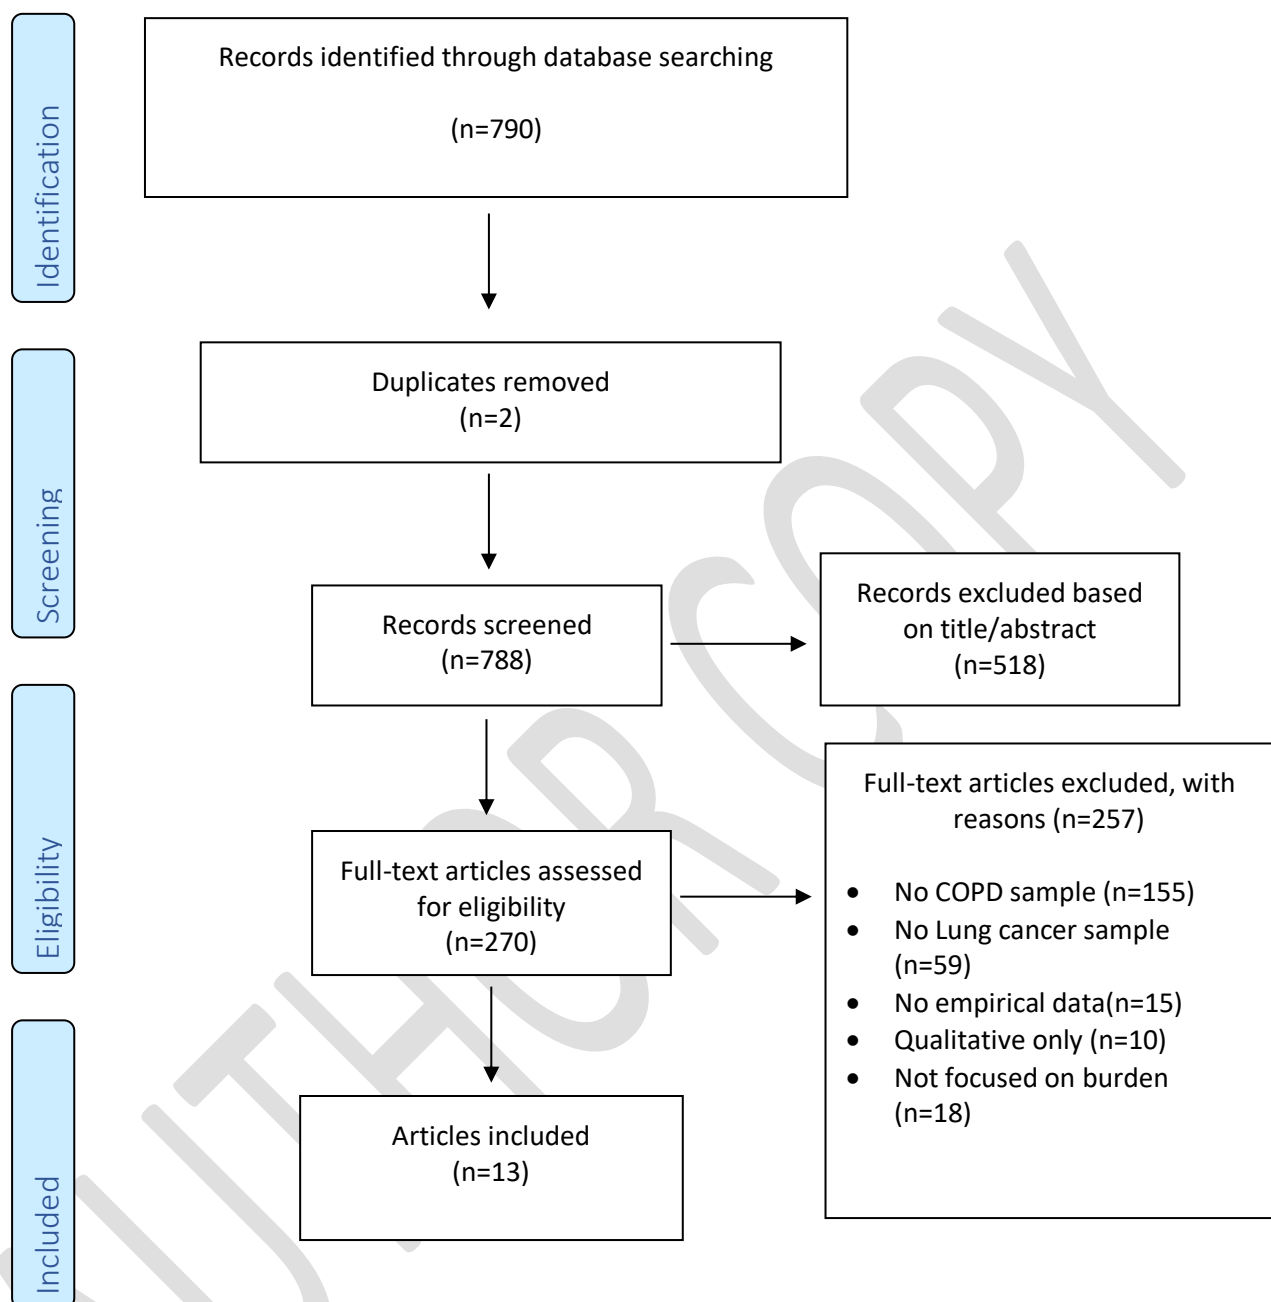 Identification
Records identified through database searching
(n=790)
Screening
Duplicates removed
(n=2)
Records screened
(n=788)
Records excluded based
on title/abstract
(n=518)
Eligibility
Full-text articles assessed
for eligibility
(n=270)
Full-text articles excluded, with
reasons (n=257)
• No COPD sample (n=155)
• No Lung cancer sample
(n=59)
• No empirical data(n=15)
• Qualitative only (n=10)
• Not focused on burden
(n=18)
Included
Articles included
(n=13)
AUTHOR COPY